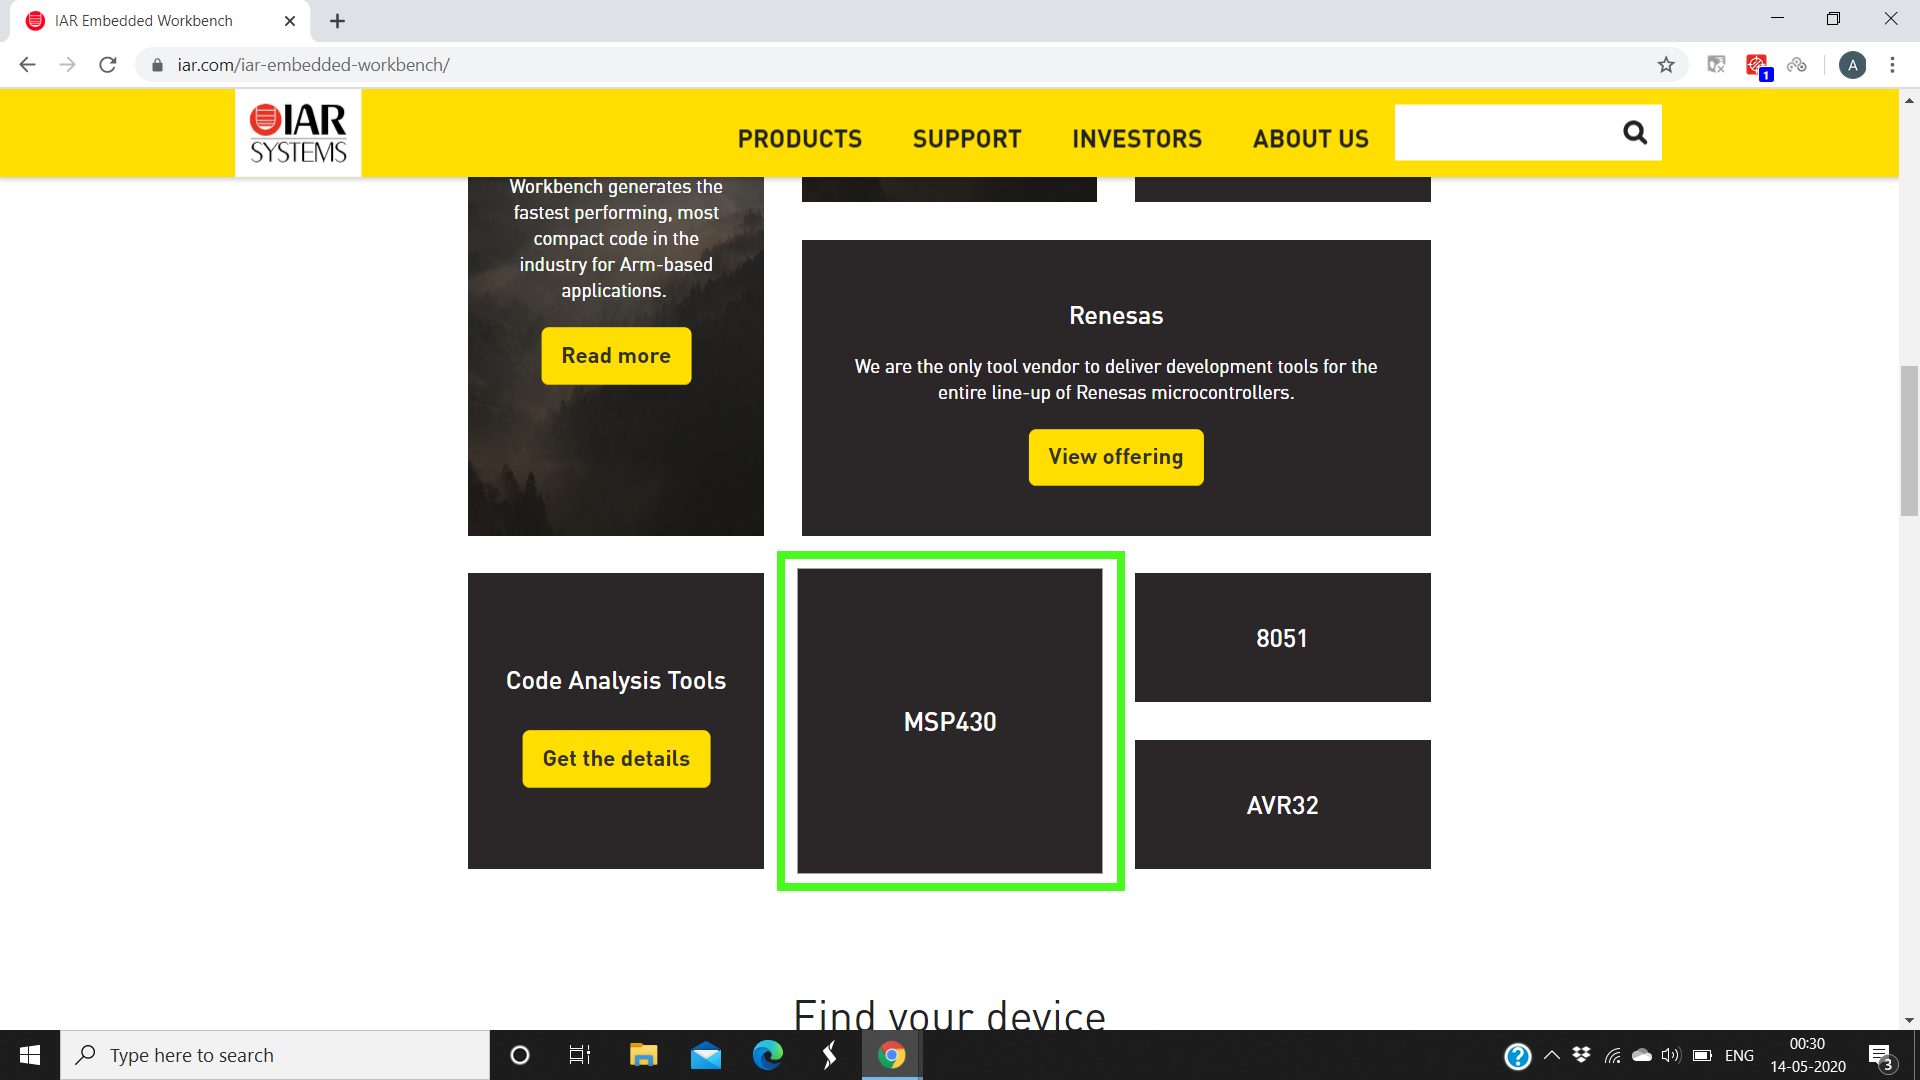 IAR Embedded Workbench
iar.com/iar-embedded-workbench/
1
A
IAR
SYSTEMS
PRODUCTS
SUPPORT
INVESTORS
ABOUT US
Workbench generates the
fastest performing, most
compact code in the
industry for Arm-based
applications.
Read more
Renesas
We are the only tool vendor to deliver development tools for the
entire line-up of Renesas microcontrollers.
View offering
Code Analysis Tools
Get the details
MSP430
8051
AVR32
Find your device
Type here to search
ENG
00:30
14-05-2020
3